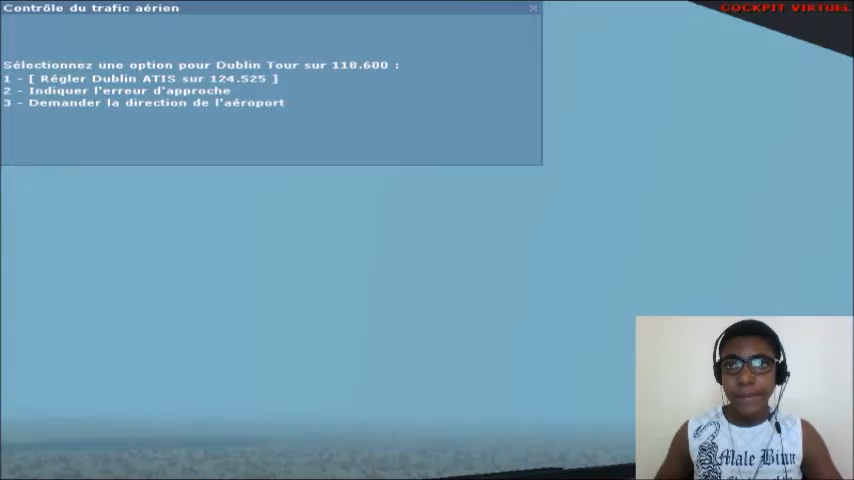 Contrôle du trafic aérien
COCKPIT VIRTUEL
Sélectionnez une option pour Dublin Tour sur 118.600 :
1 - [ Régler Dublin ATIS sur 124.525 ]
2 - Indiquer l'erreur d'approche
3 - Demander la direction de l'aéroport
Male Binn